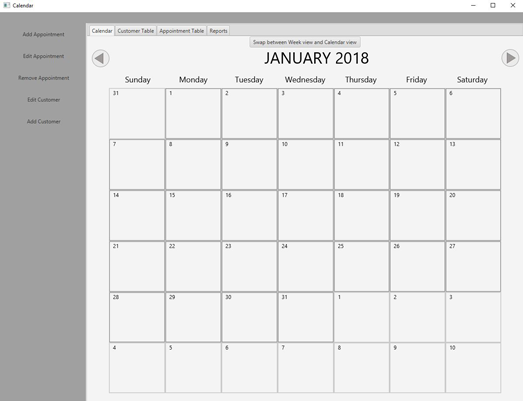 Calendar
Add Appointment
Edit Appointment
Remove Appointment
Edit Customer
Add Customer
Calendar Customer Table Appointment Table Reports
Swap between Week view and Calendar view
JANUARY 2018
Sunday Monday Tuesday Wednesday Thursday Friday Saturday
31 1 2 3 4 5 6
7 8 9 10 11 12 13
14 15 16 17 18 19 20
21 22 23 24 25 26 27
28 29 30 31 1 2 3
4 5 6 7 8 9 10